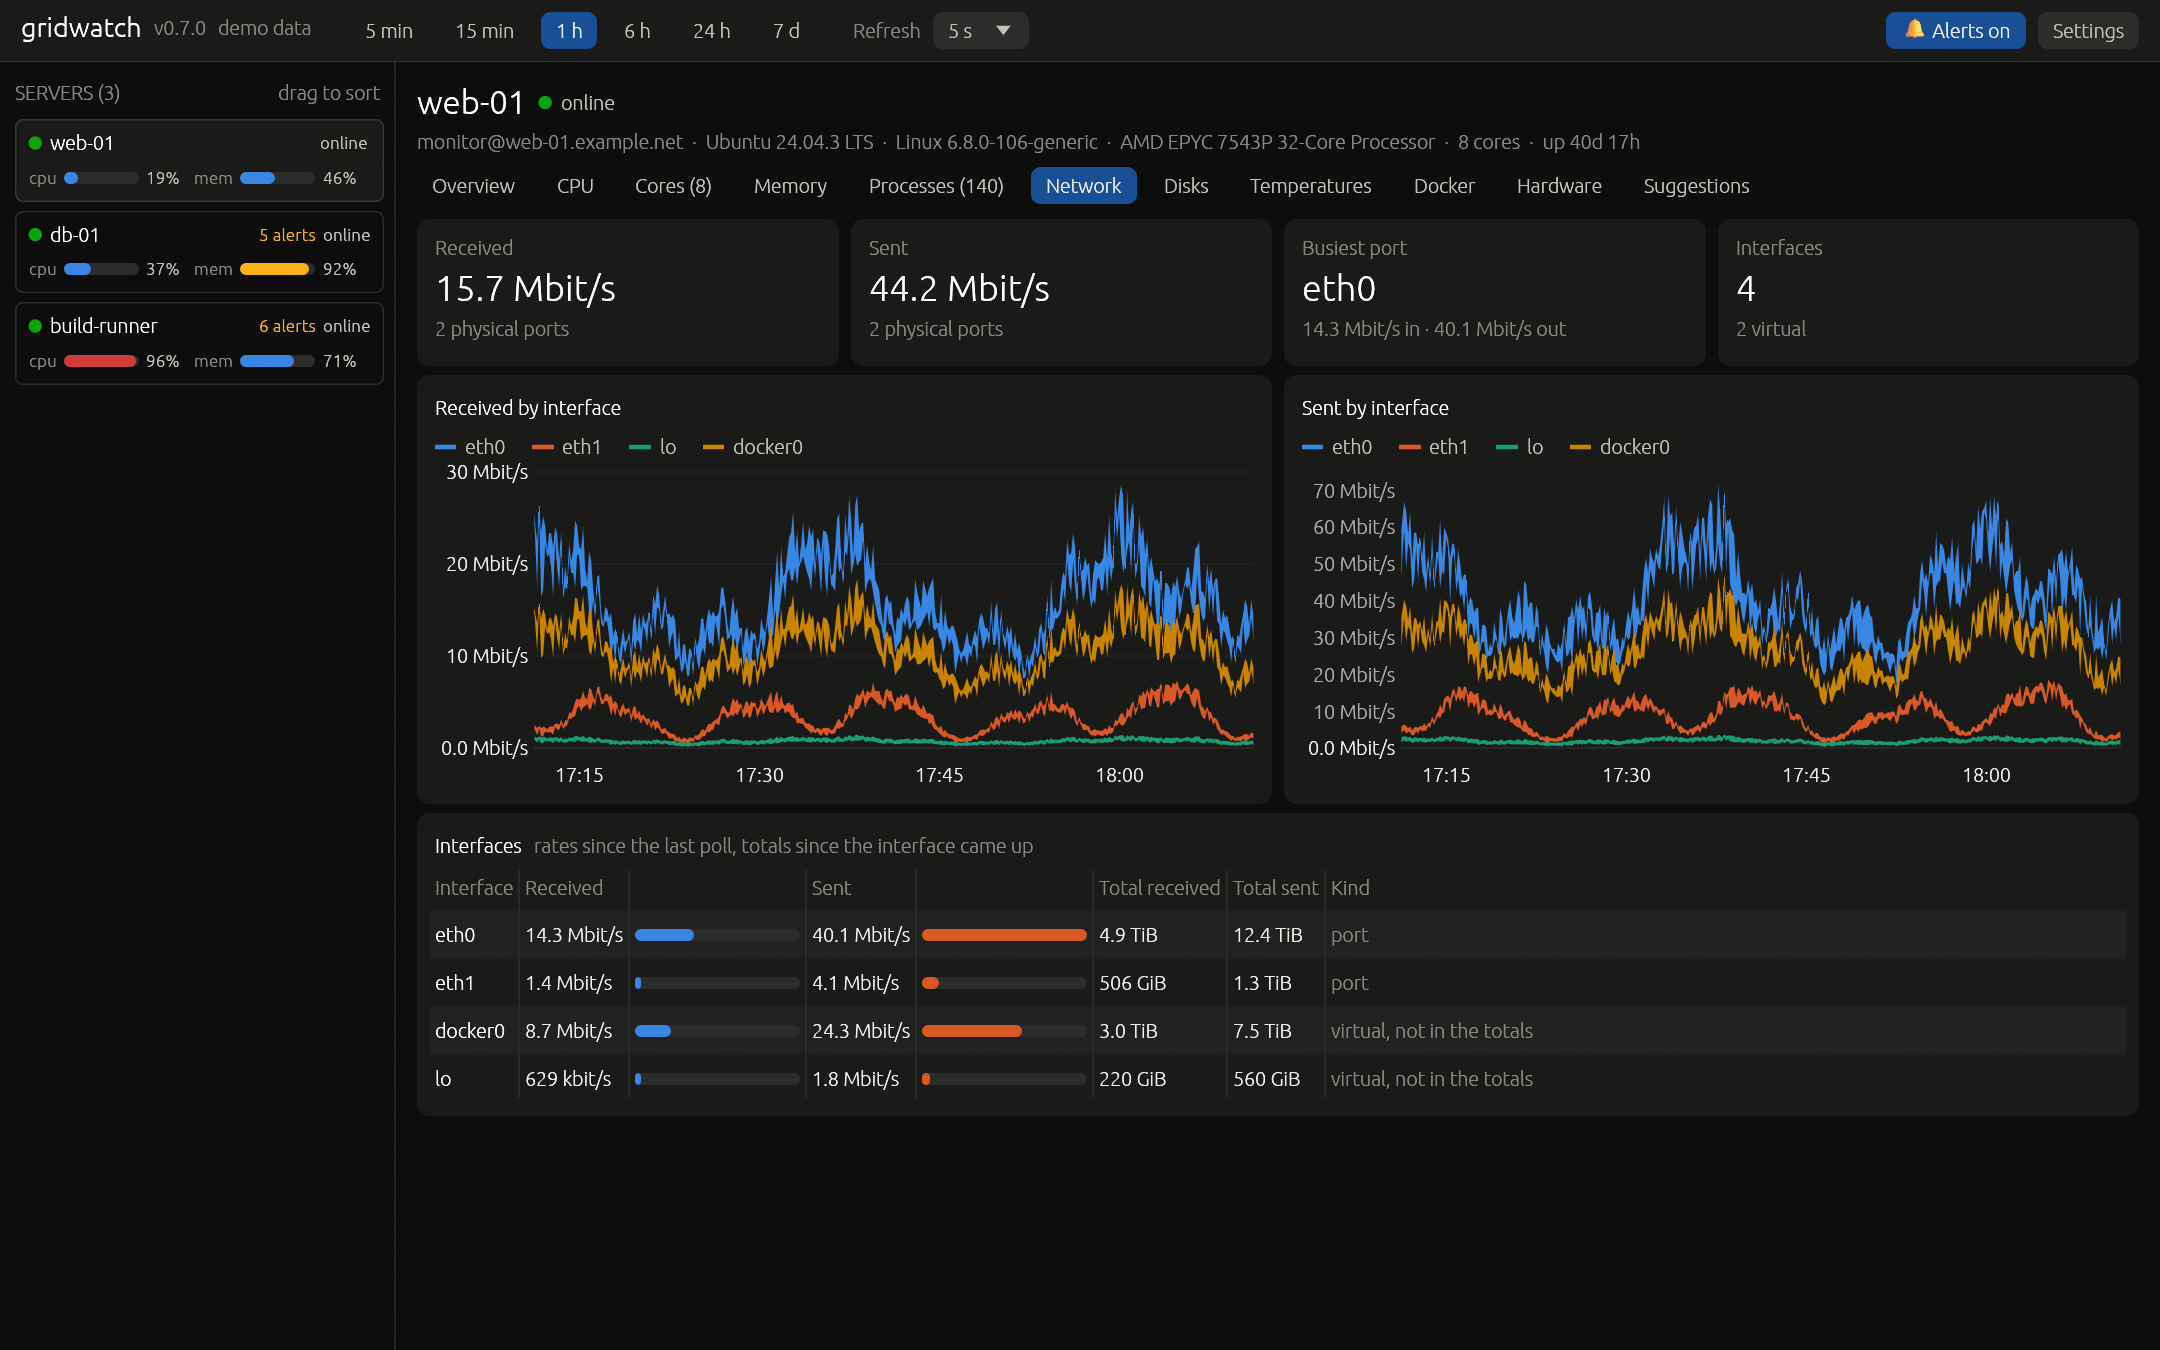 gridwatch v0.7.0 demo data 5 min 15 min 1 h 6 h 24 h 7 d Refresh 5 s Alerts on Settings
SERVERS (3) drag to sort
web-01 online
cpu 19% mem 46%
db-01 5 alerts online
cpu 37% mem 92%
build-runner 6 alerts online
cpu 96% mem 71%
web-01 online
monitor@web-01.example.net · Ubuntu 24.04.3 LTS · Linux 6.8.0-106-generic · AMD EPYC 7543P 32-Core Processor · 8 cores · up 40d 17h
Overview CPU Cores (8) Memory Processes (140) Network Disks Temperatures Docker Hardware Suggestions
Received
15.7 Mbit/s
2 physical ports
Sent
44.2 Mbit/s
2 physical ports
Busiest port
eth0
14.3 Mbit/s in · 40.1 Mbit/s out
Interfaces
4
2 virtual
Received by interface
eth0 eth1 lo docker0
30 Mbit/s
20 Mbit/s
10 Mbit/s
0.0 Mbit/s
17:15 17:30 17:45 18:00
Sent by interface
eth0 eth1 lo docker0
70 Mbit/s
60 Mbit/s
50 Mbit/s
40 Mbit/s
30 Mbit/s
20 Mbit/s
10 Mbit/s
0.0 Mbit/s
17:15 17:30 17:45 18:00
Interfaces rates since the last poll, totals since the interface came up
Interface Received Sent Total received Total sent Kind
eth0 14.3 Mbit/s 40.1 Mbit/s 4.9 TiB 12.4 TiB port
eth1 1.4 Mbit/s 4.1 Mbit/s 506 GiB 1.3 TiB port
docker0 8.7 Mbit/s 24.3 Mbit/s 3.0 TiB 7.5 TiB virtual, not in the totals
lo 629 kbit/s 1.8 Mbit/s 220 GiB 560 GiB virtual, not in the totals